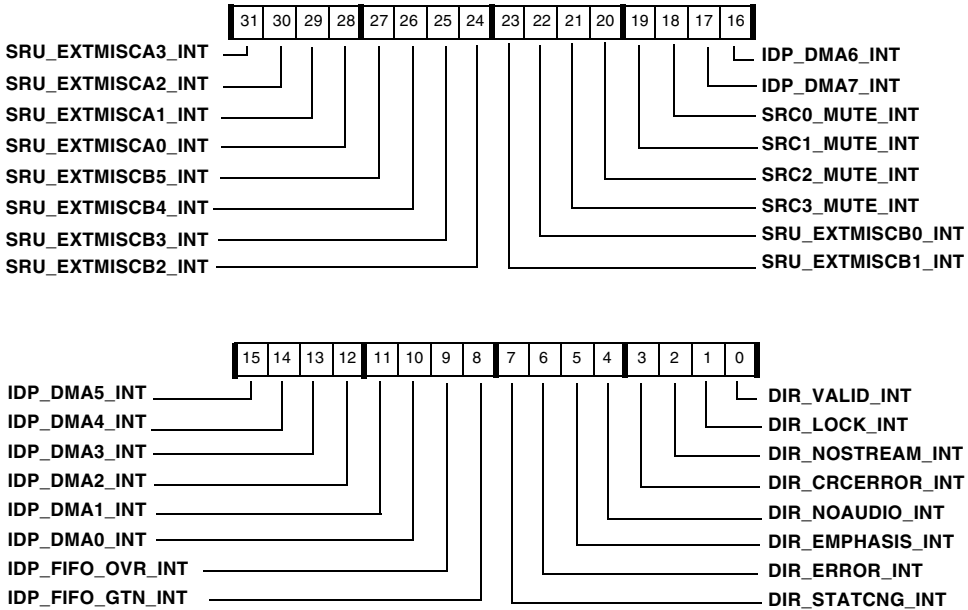 31 30 29 28 27 26 25 24 23 22 21 20 19 18 17 16
SRU_EXTMISCA3_INT
SRU_EXTMISCA2_INT
SRU_EXTMISCA1_INT
SRU_EXTMISCA0_INT
SRU_EXTMISCB5_INT
SRU_EXTMISCB4_INT
SRU_EXTMISCB3_INT
SRU_EXTMISCB2_INT
IDP_DMA6_INT
IDP_DMA7_INT
SRC0_MUTE_INT
SRC1_MUTE_INT
SRC2_MUTE_INT
SRC3_MUTE_INT
SRU_EXTMISCB0_INT
SRU_EXTMISCB1_INT
15 14 13 12 11 10 9 8 7 6 5 4 3 2 1 0
IDP_DMA5_INT
IDP_DMA4_INT
IDP_DMA3_INT
IDP_DMA2_INT
IDP_DMA1_INT
IDP_DMA0_INT
IDP_FIFO_OVR_INT
IDP_FIFO_GTN_INT
DIR_VALID_INT
DIR_LOCK_INT
DIR_NOSTREAM_INT
DIR_CRCERROR_INT
DIR_NOAUDIO_INT
DIR_EMPHASIS_INT
DIR_ERROR_INT
DIR_STATCNG_INT